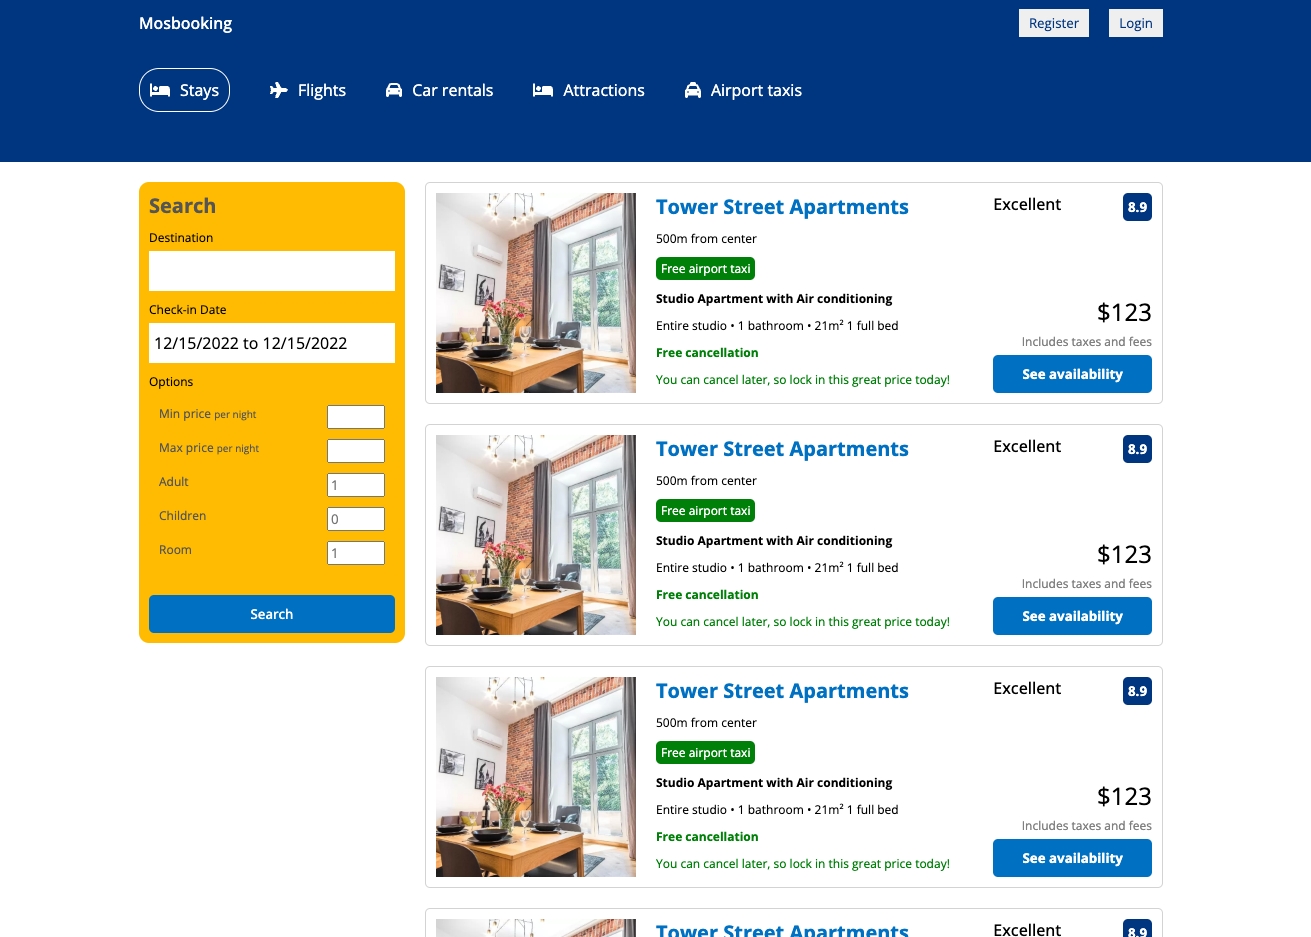 Mosbooking
Register
Login
Stays
Flights
Car rentals
Attractions
Airport taxis
Search
Destination
Check-in Date
12/15/2022 to 12/15/2022
Options
Min price per night
Max price per night
Adult
1
Children
0
Room
1
Search
Tower Street Apartments
Excellent
8.9
500m from center
Free airport taxi
Studio Apartment with Air conditioning
Entire studio • 1 bathroom • 21m² 1 full bed
Free cancellation
You can cancel later, so lock in this great price today!
$123
Includes taxes and fees
See availability
Tower Street Apartments
Excellent
8.9
500m from center
Free airport taxi
Studio Apartment with Air conditioning
Entire studio • 1 bathroom • 21m² 1 full bed
Free cancellation
You can cancel later, so lock in this great price today!
$123
Includes taxes and fees
See availability
Tower Street Apartments
Excellent
8.9
500m from center
Free airport taxi
Studio Apartment with Air conditioning
Entire studio • 1 bathroom • 21m² 1 full bed
Free cancellation
You can cancel later, so lock in this great price today!
$123
Includes taxes and fees
See availability
Tower Street Apartments
Excellent
8.9